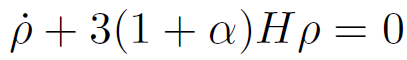 ρ̇ + 3(1 + α)Hρ = 0